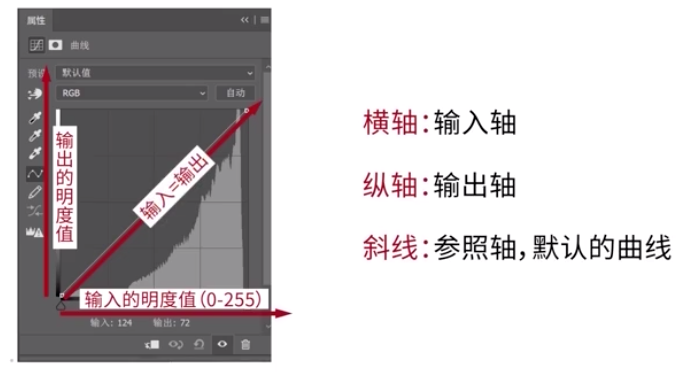 属性
曲线
预设 默认值
RGB 自动
输出的明度值
输入=输出
输入的明度值(0-255)
输入: 124 输出: 72
横轴:输入轴
纵轴:输出轴
斜线:参照轴,默认的曲线